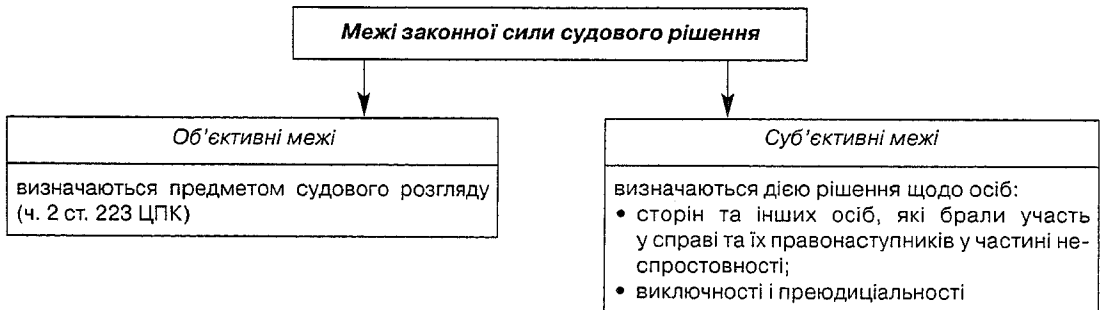 Межі законної сили судового рішення
Об'єктивні межі
визначаються предметом судового розгляду
(ч. 2 ст. 223 ЦПК)
Суб'єктивні межі
визначаються дією рішення щодо осіб:
• сторін та інших осіб, які брали участь
у справі та їх правонаступників у частині не-
спростовності;
• виключності і преюдиціальності